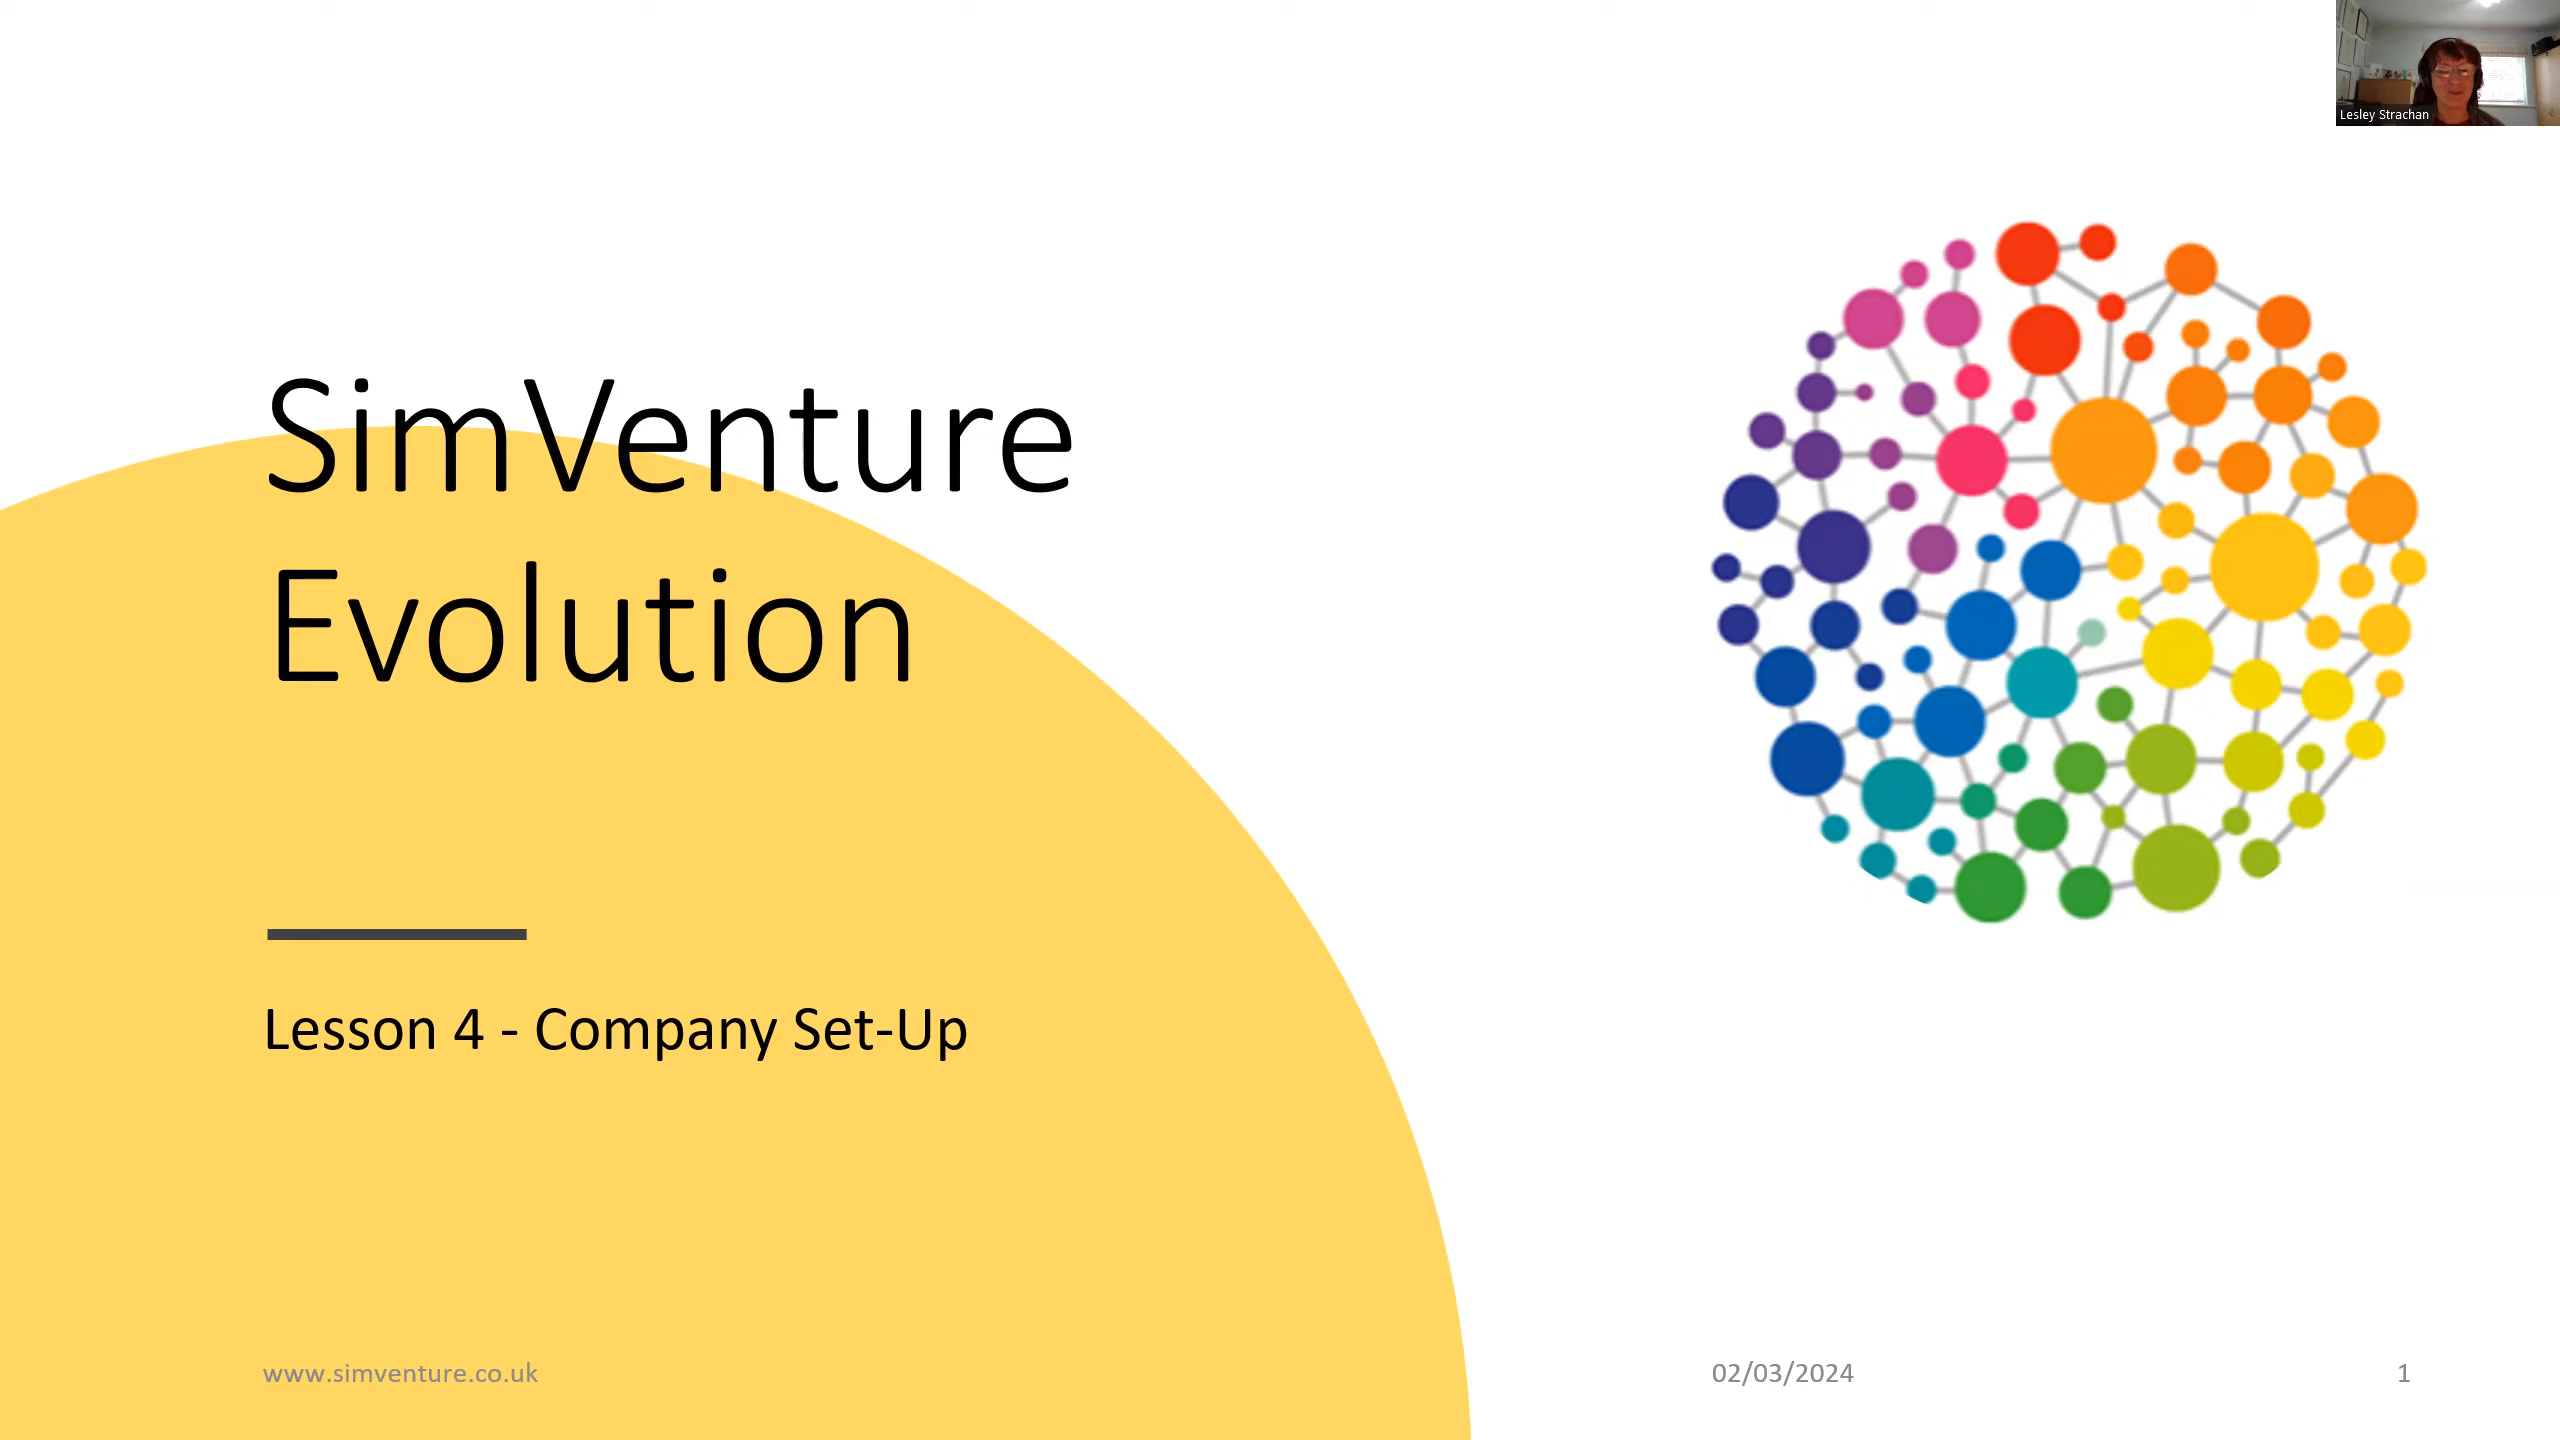 Lesley Strachan
SimVenture
Evolution
Lesson 4 - Company Set-Up
www.simventure.co.uk
02/03/2024
1